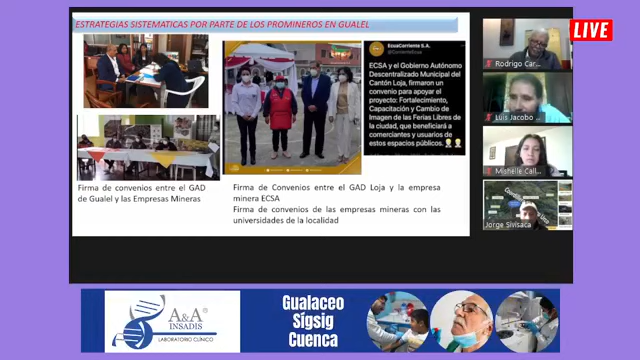 ESTRATEGIAS SISTEMATICAS POR PARTE DE LOS PROMINEROS EN GUALEL
LIVE
EcuaCorriente S.A.
ECSA y el Gobierno Autónomo
Descentralizado Municipal del
Cantón Loja, firmaron un
convenio para apoyar el
proyecto: Fortalecimiento,
Capacitación y Cambio de
Imagen de las Ferias Libres de
la ciudad, que beneficiará a
comerciantes y usuarios de
estos espacios públicos.
Firma de convenios entre el GAD
de Gualel y las Empresas Mineras
Firma de Convenios entre el GAD Loja y la empresa
minera ECSA
Firma de convenios de las empresas mineras con las
universidades de la localidad
Rodrigo Car...
Luis Jacobo ...
Mishelle Call...
Jorge Sivisaca
A&A
INSADIS
LABORATORIO CLÍNICO
Gualaceo
Sígsig
Cuenca